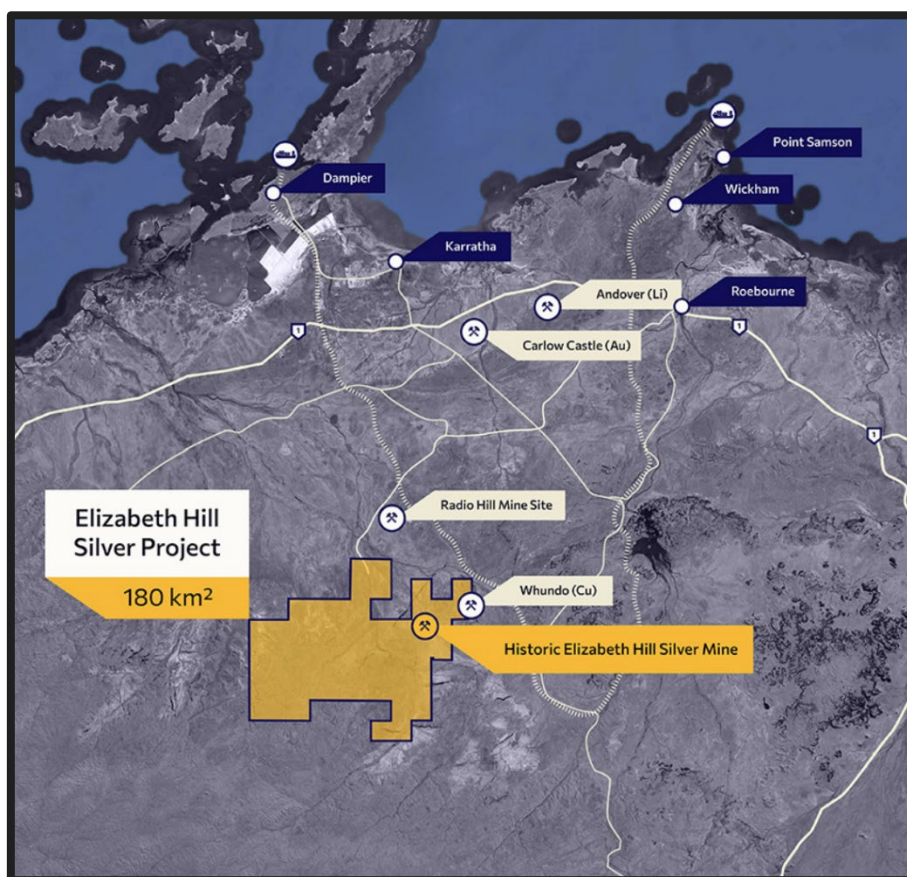 Point Samson
Dampier
Wickham
Karratha
Andover (Li)
Roebourne
1
1
Carlow Castle (Au)
1
Elizabeth Hill
Silver Project
180 km²
Radio Hill Mine Site
Whundo (Cu)
Historic Elizabeth Hill Silver Mine